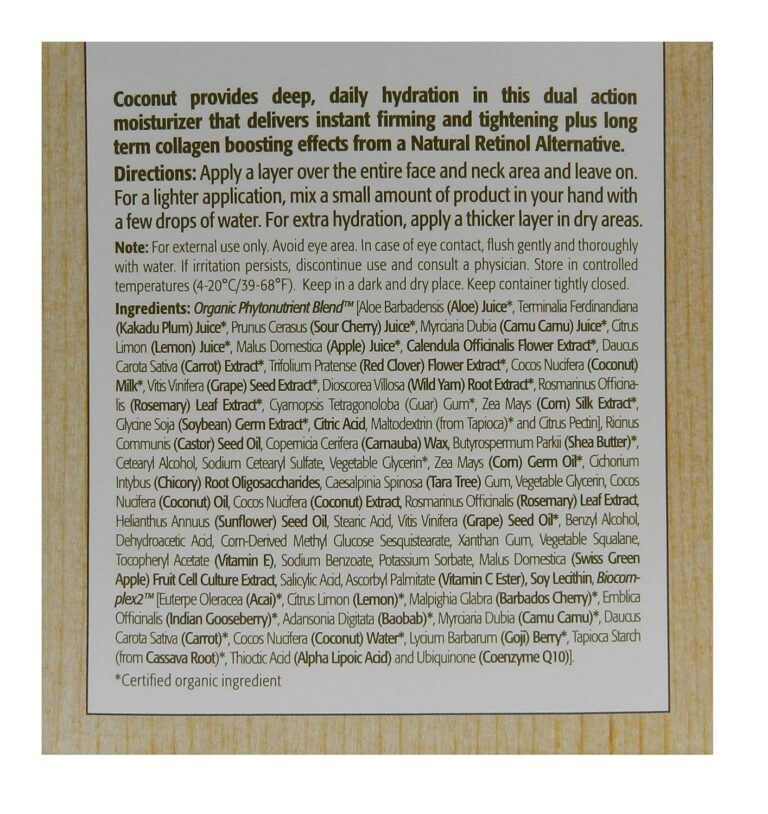 Coconut provides deep, daily hydration in this dual action
moisturizer that delivers instant firming and tightening plus long
term collagen boosting effects from a Natural Retinol Alternative.
Directions: Apply a layer over the entire face and neck area and leave on.
For a lighter application, mix a small amount of product in your hand with
a few drops of water. For extra hydration, apply a thicker layer in dry areas.
Note: For external use only. Avoid eye area. In case of eye contact, flush gently and thoroughly
with water. If irritation persists, discontinue use and consult a physician. Store in controlled
temperatures (4-20°C/39-68°F). Keep in a dark and dry place. Keep container tightly closed.
Ingredients: Organic Phytonutrient Blend™ [Aloe Barbadensis (Aloe) Juice*, Terminalia Ferdinandiana
(Kakadu Plum) Juice*, Prunus Cerasus (Sour Cherry) Juice*, Myrciaria Dubia (Camu Camu) Juice*, Citrus
Limon (Lemon) Juice*, Malus Domestica (Apple) Juice*, Calendula Officinalis Flower Extract*, Daucus
Carota Sativa (Carrot) Extract*, Trifolium Pratense (Red Clover) Flower Extract*, Cocos Nucifera (Coconut)
Milk*, Vitis Vinifera (Grape) Seed Extract*, Dioscorea Villosa (Wild Yam) Root Extract*, Rosmarinus Officina-
lis (Rosemary) Leaf Extract*, Cyamopsis Tetragonoloba (Guar) Gum*, Zea Mays (Corn) Silk Extract*,
Glycine Soja (Soybean) Germ Extract*, Citric Acid, Maltodextrin (from Tapioca)* and Citrus Pectin], Ricinus
Communis (Castor) Seed Oil, Copernicia Cerifera (Carnauba) Wax, Butyrospermum Parkii (Shea Butter)*,
Cetearyl Alcohol, Sodium Cetearyl Sulfate, Vegetable Glycerin*, Zea Mays (Corn) Germ Oil*, Cichorium
Intybus (Chicory) Root Oligosaccharides, Caesalpinia Spinosa (Tara Tree) Gum, Vegetable Glycerin, Cocos
Nucifera (Coconut) Oil, Cocos Nucifera (Coconut) Extract, Rosmarinus Officinalis (Rosemary) Leaf Extract,
Helianthus Annuus (Sunflower) Seed Oil, Stearic Acid, Vitis Vinifera (Grape) Seed Oil*, Benzyl Alcohol,
Dehydroacetic Acid, Corn-Derived Methyl Glucose Sesquistearate, Xanthan Gum, Vegetable Squalane,
Tocopheryl Acetate (Vitamin E), Sodium Benzoate, Potassium Sorbate, Malus Domestica (Swiss Green
Apple) Fruit Cell Culture Extract, Salicylic Acid, Ascorbyl Palmitate (Vitamin C Ester), Soy Lecithin, Biocom-
plex2™ [Euterpe Oleracea (Acai)*, Citrus Limon (Lemon)*, Malpighia Glabra (Barbados Cherry)*, Emblica
Officinalis (Indian Gooseberry)*, Adansonia Digitata (Baobab)*, Myrciaria Dubia (Camu Camu)*, Daucus
Carota Sativa (Carrot)*, Cocos Nucifera (Coconut) Water*, Lycium Barbarum (Goji) Berry*, Tapioca Starch
(from Cassava Root)*, Thioctic Acid (Alpha Lipoic Acid) and Ubiquinone (Coenzyme Q10)].
*Certified organic ingredient